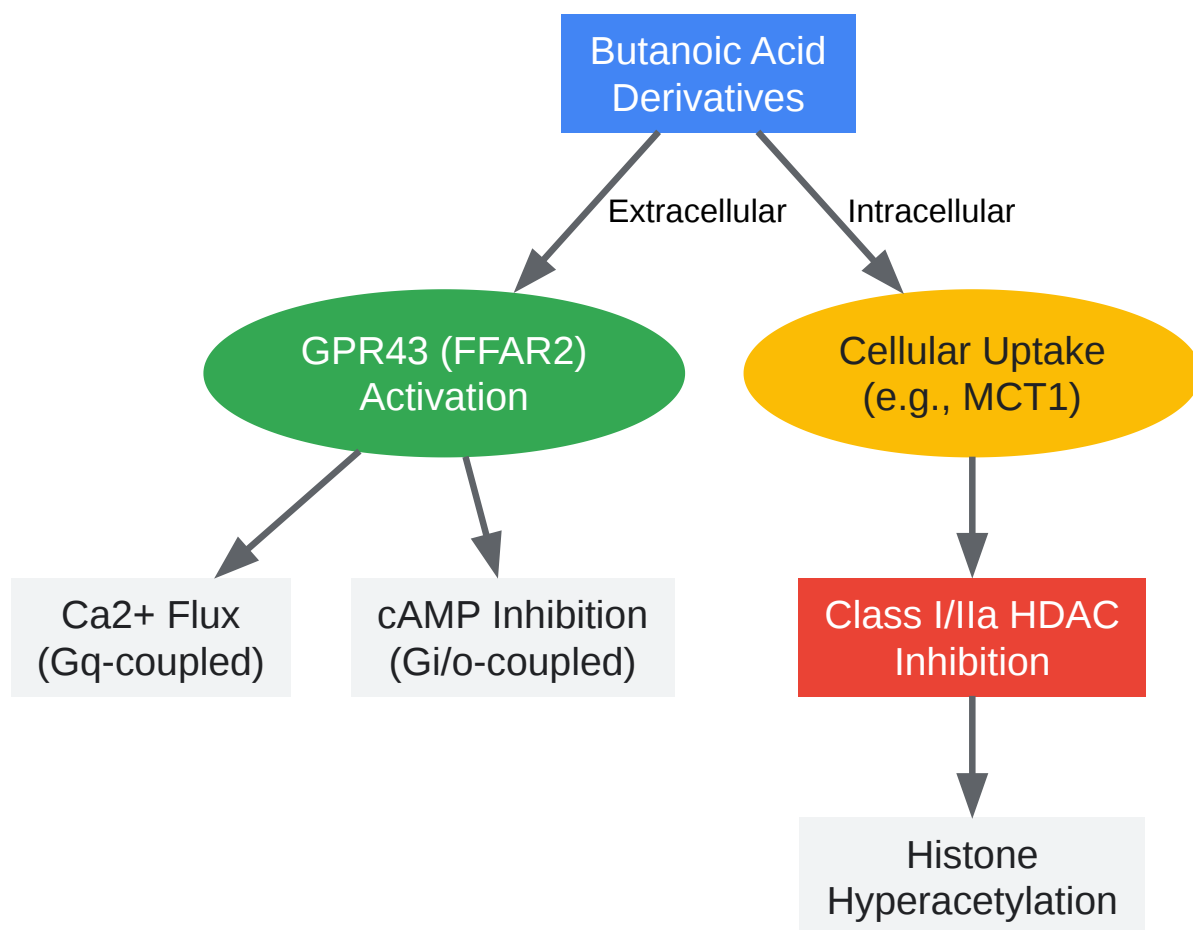 Butanoic Acid
Derivatives
Extracellular
Intracellular
GPR43 (FFAR2)
Activation
Cellular Uptake
(e.g., MCT1)
Ca2+ Flux
(Gq-coupled)
cAMP Inhibition
(Gi/o-coupled)
Class I/IIa HDAC
Inhibition
Histone
Hyperacetylation